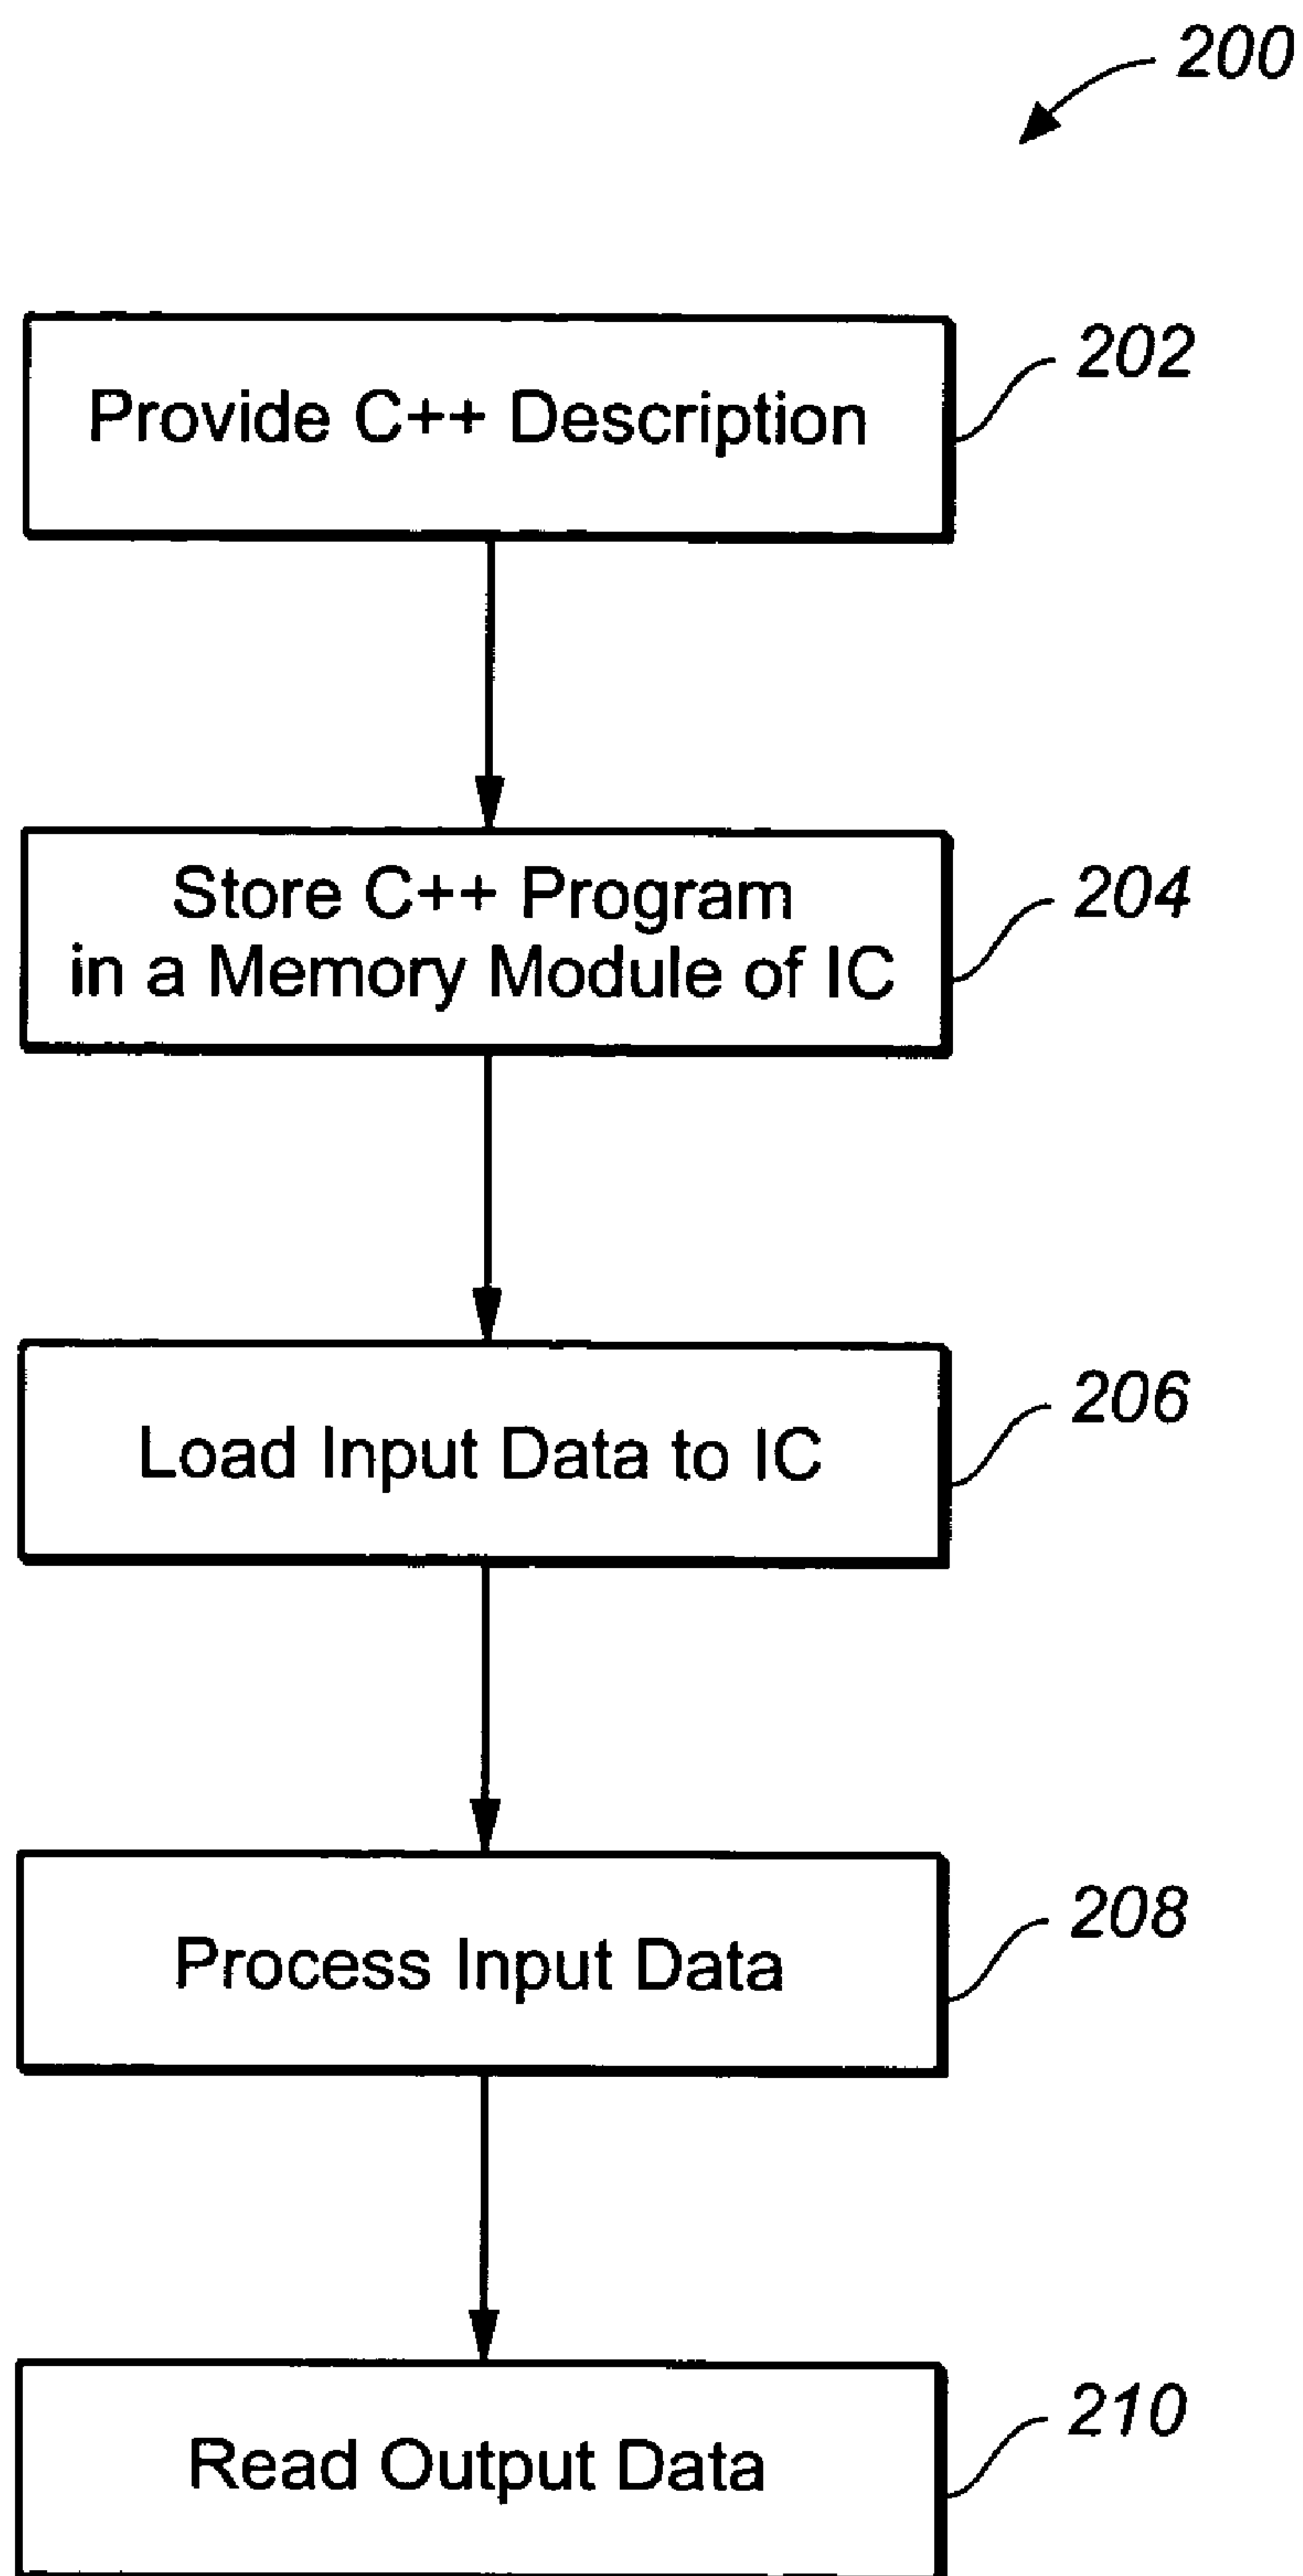 200
Provide C++ Description
202
Store C++ Program
in a Memory Module of IC
204
Load Input Data to IC
206
Process Input Data
208
Read Output Data
210